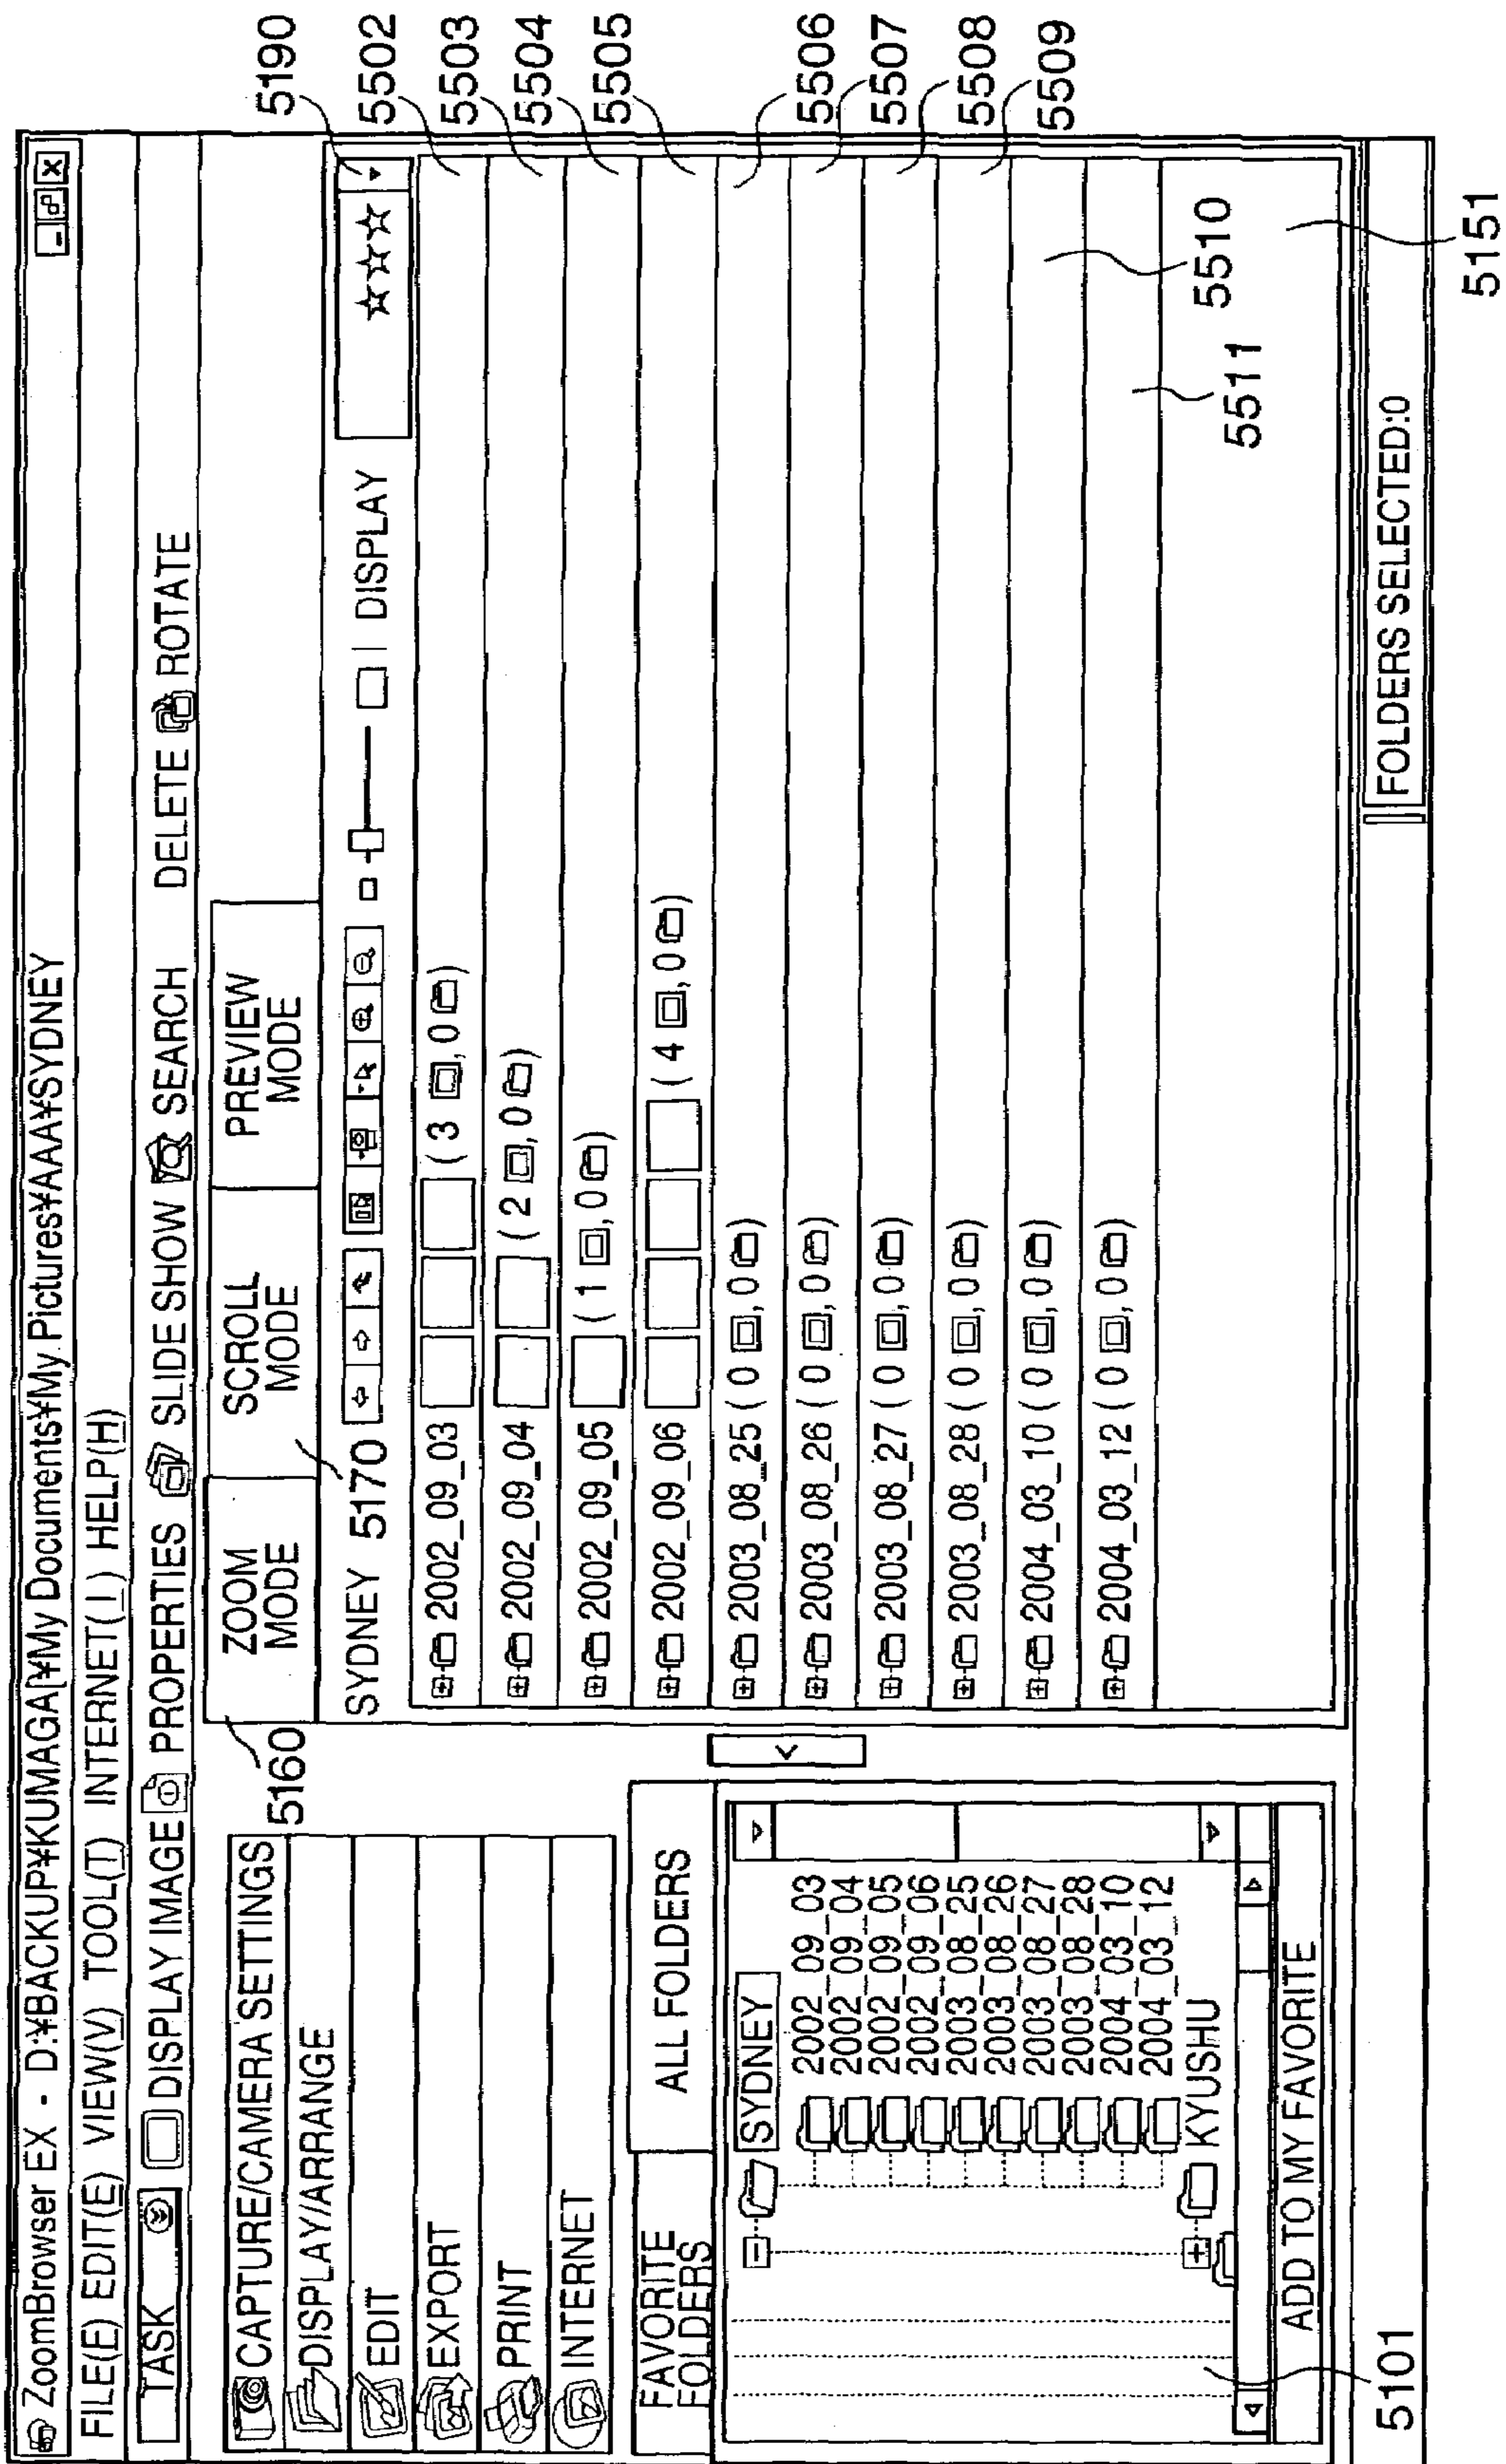 ZoomBrowser EX - D:¥BACKUP¥KUMAGA[¥My Documents¥My Pictures¥AAA¥SYDNEY
FILE(E) EDIT(E) VIEW(V) TOOL(T) INTERNET(I) HELP(H)
TASK DISPLAY IMAGE PROPERTIES SLIDE SHOW SEARCH DELETE ROTATE
CAPTURE/CAMERA SETTINGS
DISPLAY/ARRANGE
EDIT
EXPORT
PRINT
INTERNET
5160
ZOOM MODE
SCROLL MODE
PREVIEW MODE
SYDNEY 5170
DISPLAY
☆☆☆
2002_09_03 (3 , 0 )
2002_09_04 (2 , 0 )
2002_09_05 (1 , 0 )
2002_09_06 (4 , 0 )
2003_08_25 (0 , 0 )
2003_08_26 (0 , 0 )
2003_08_27 (0 , 0 )
2003_08_28 (0 , 0 )
2004_03_10 (0 , 0 )
2004_03_12 (0 , 0 )
5190
5502
5503
5504
5505
5506
5507
5508
5509
5510
5511
5151
FAVORITE FOLDERS
ALL FOLDERS
SYDNEY
2002_09_03
2002_09_04
2002_09_05
2002_09_06
2003_08_25
2003_08_26
2003_08_27
2003_08_28
2004_03_10
2004_03_12
KYUSHU
ADD TO MY FAVORITE
5101
FOLDERS SELECTED:0